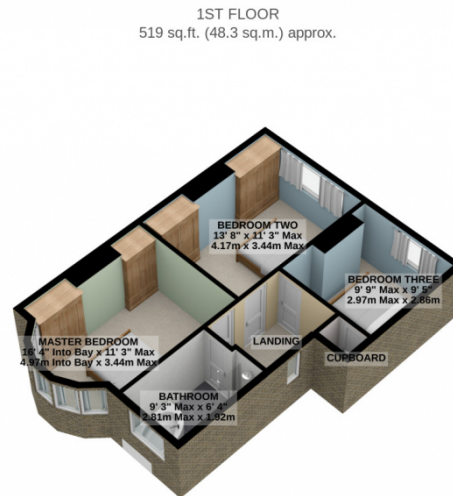 1ST FLOOR
519 sq.ft. (48.3 sq.m.) approx.
BEDROOM TWO
13' 8" x 11' 3" Max
4.17m x 3.44m Max
BEDROOM THREE
9' 9" Max x 9' 5"
2.97m Max x 2.86m
MASTER BEDROOM
16' 4" Into Bay x 11' 3" Max
4.97m Into Bay x 3.44m Max
LANDING
CUPBOARD
BATHROOM
9' 3" Max x 6' 4"
2.81m Max x 1.92m